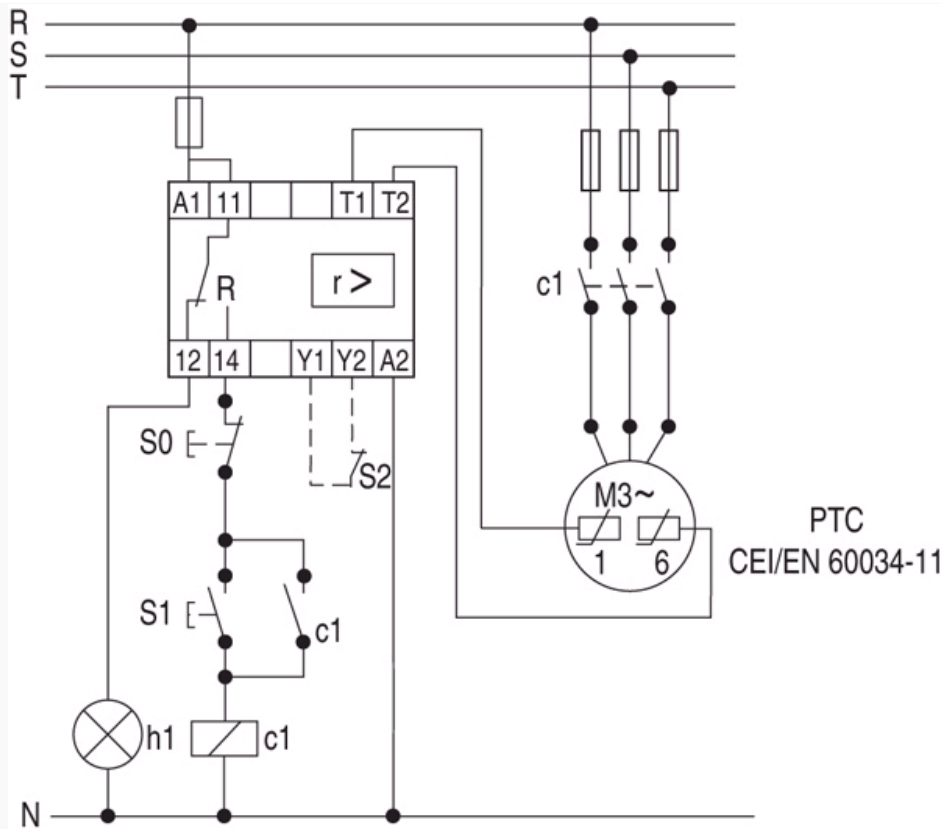 R
S
T
A1 11 T1 T2
c1
R
r >
12 14 Y1 Y2 A2
S0
S2
M3~
1 6
PTC
CEI/EN 60034-11
S1
c1
h1
c1
N